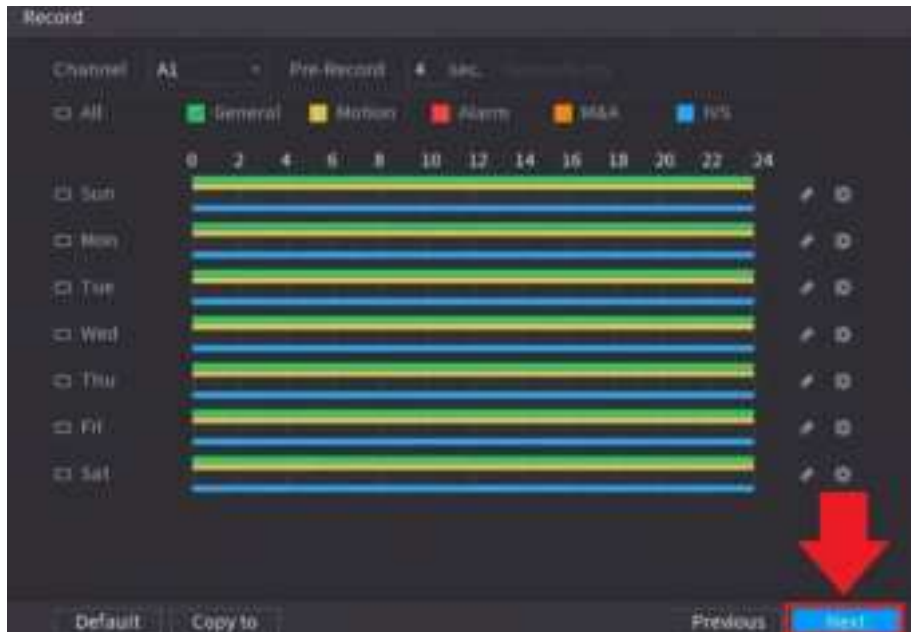 Record
Channel A1 Pre-Record 4 sec.
All General Motion Alarm M&A IVS
0 2 4 6 8 10 12 14 16 18 20 22 24
Sun
Mon
Tue
Wed
Thu
Fri
Sat
Default Copy to Previous Next